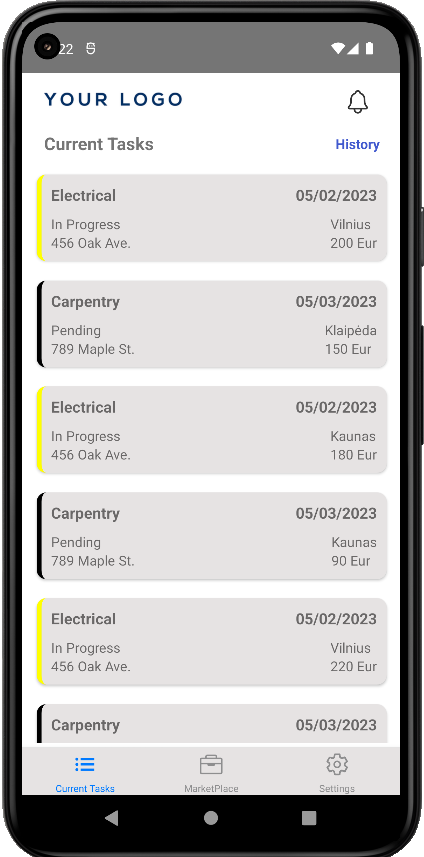 22
YOUR LOGO
Current Tasks History
Electrical 05/02/2023
In Progress Vilnius
456 Oak Ave. 200 Eur
Carpentry 05/03/2023
Pending Klaipėda
789 Maple St. 150 Eur
Electrical 05/02/2023
In Progress Kaunas
456 Oak Ave. 180 Eur
Carpentry 05/03/2023
Pending Kaunas
789 Maple St. 90 Eur
Electrical 05/02/2023
In Progress Vilnius
456 Oak Ave. 220 Eur
Carpentry 05/03/2023
Current Tasks MarketPlace Settings